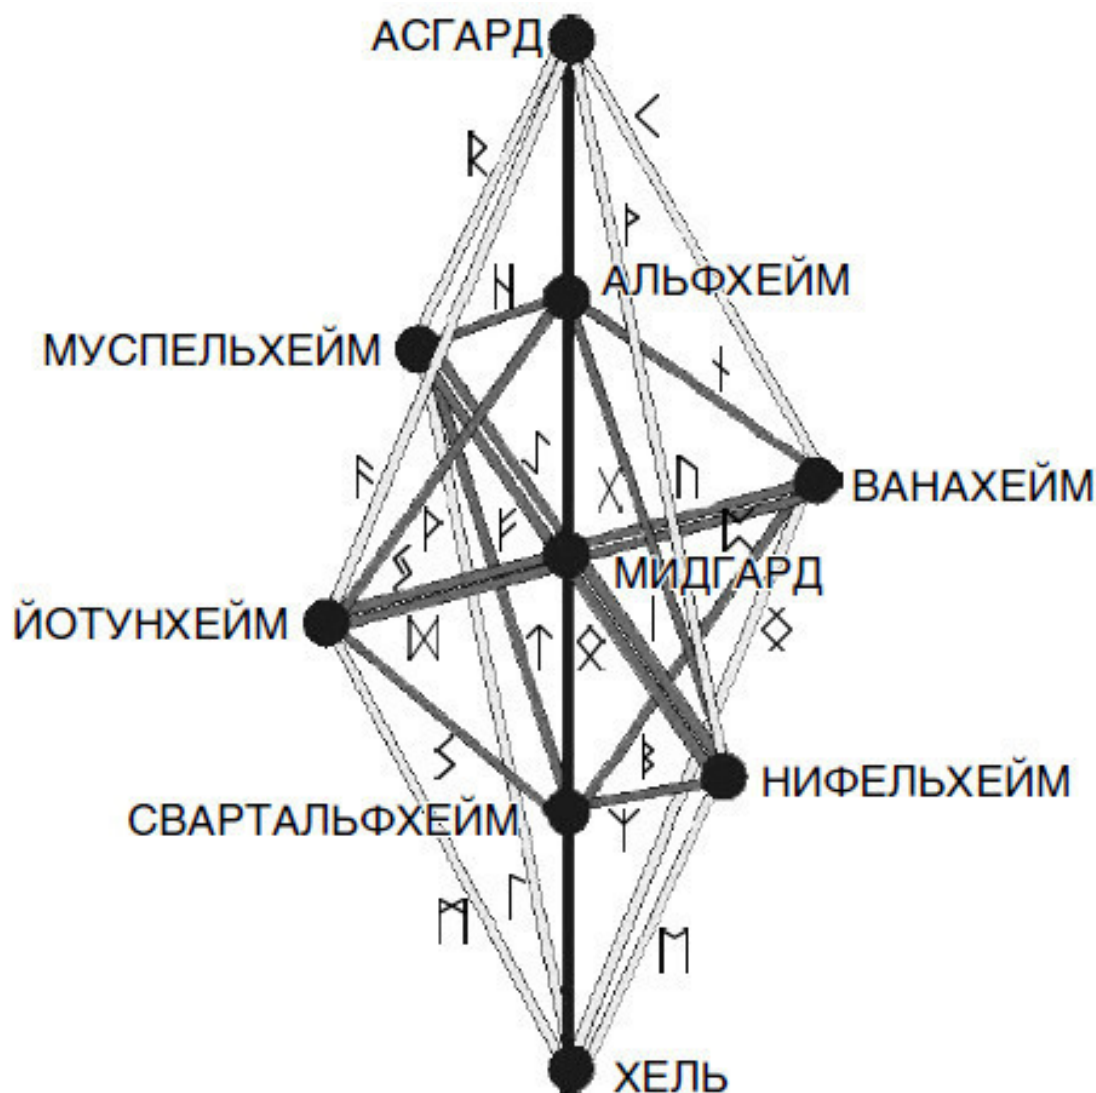 АСГАРД
ᚲ
ᚱ
ᚹ
ᚺ
АЛЬФХЕЙМ
МУСПЕЛЬХЕЙМ
ᚾ
ᛇ
ᚨ
ᚷ
ᚢ
ВАНАХЕЙМ
ᚦ
ᚠ
ᛈ
ᛃ
МИДГАРД
ЙОТУНХЕЙМ
ᛞ
ᛏ
ᛟ
ᛁ
ᛟ
ᛊ
ᛒ
НИФЕЛЬХЕЙМ
СВАРТАЛЬФХЕЙМ
ᛉ
ᛚ
ᛗ
ᛖ
ХЕЛЬ